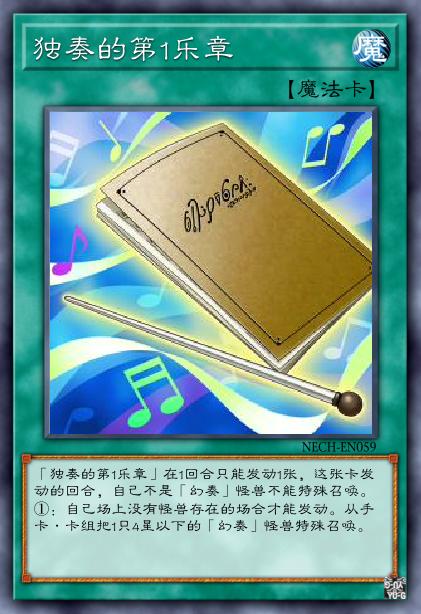 独奏的第1乐章
魔
【魔法卡】
NECH-EN059
「独奏的第1乐章」在1回合只能发动1张，这张卡发
动的回合，自己不是「幻奏」怪兽不能特殊召唤。
①：自己场上没有怪兽存在的场合才能发动。从手
卡·卡组把1只4星以下的「幻奏」怪兽特殊召唤。